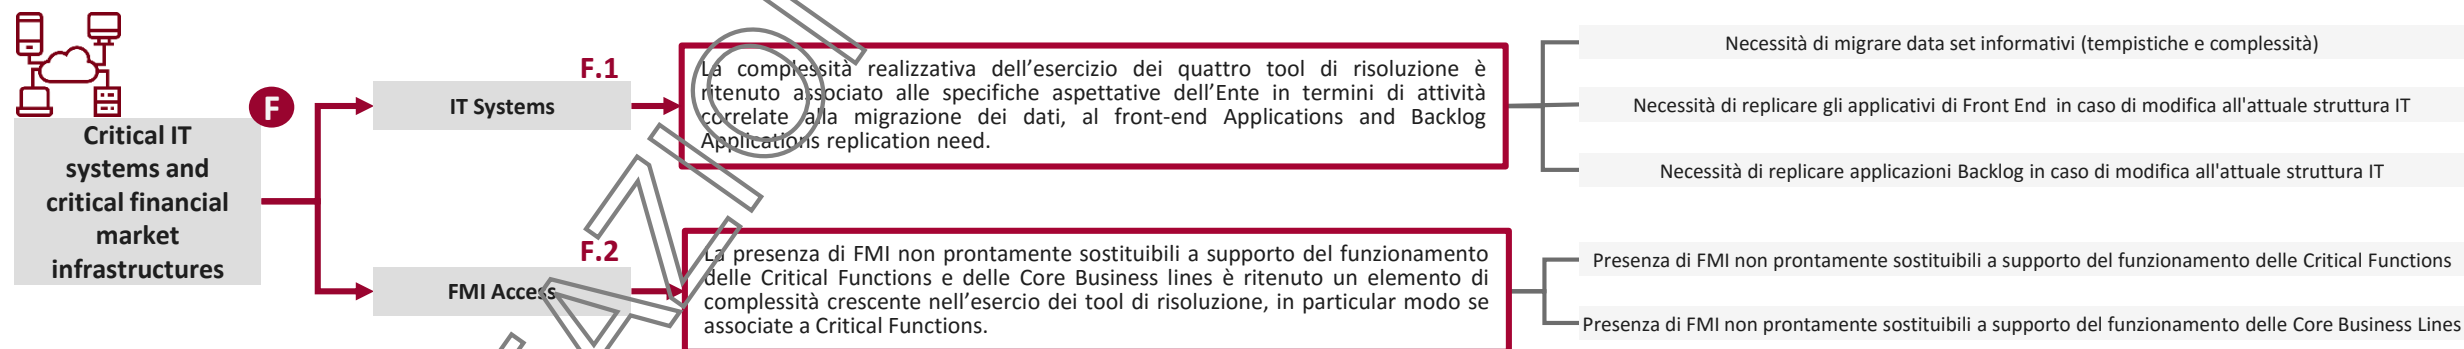 F
Critical IT
systems and
critical financial
market
infrastructures
F.1
IT Systems
La complessità realizzativa dell'esercizio dei quattro tool di risoluzione è
ritenuto associato alle specifiche aspettative dell'Ente in termini di attività
correlate alla migrazione dei dati, al front-end Applications and Backlog
Applications replication need.
Necessità di migrare data set informativi (tempistiche e complessità)
Necessità di replicare gli applicativi di Front End in caso di modifica all'attuale struttura IT
Necessità di replicare applicazioni Backlog in caso di modifica all'attuale struttura IT
F.2
FMI Access
La presenza di FMI non prontamente sostituibili a supporto del funzionamento
delle Critical Functions e delle Core Business lines è ritenuto un elemento di
complessità crescente nell'esercio dei tool di risoluzione, in particular modo se
associate a Critical Functions.
Presenza di FMI non prontamente sostituibili a supporto del funzionamento delle Critical Functions
Presenza di FMI non prontamente sostituibili a supporto del funzionamento delle Core Business Lines